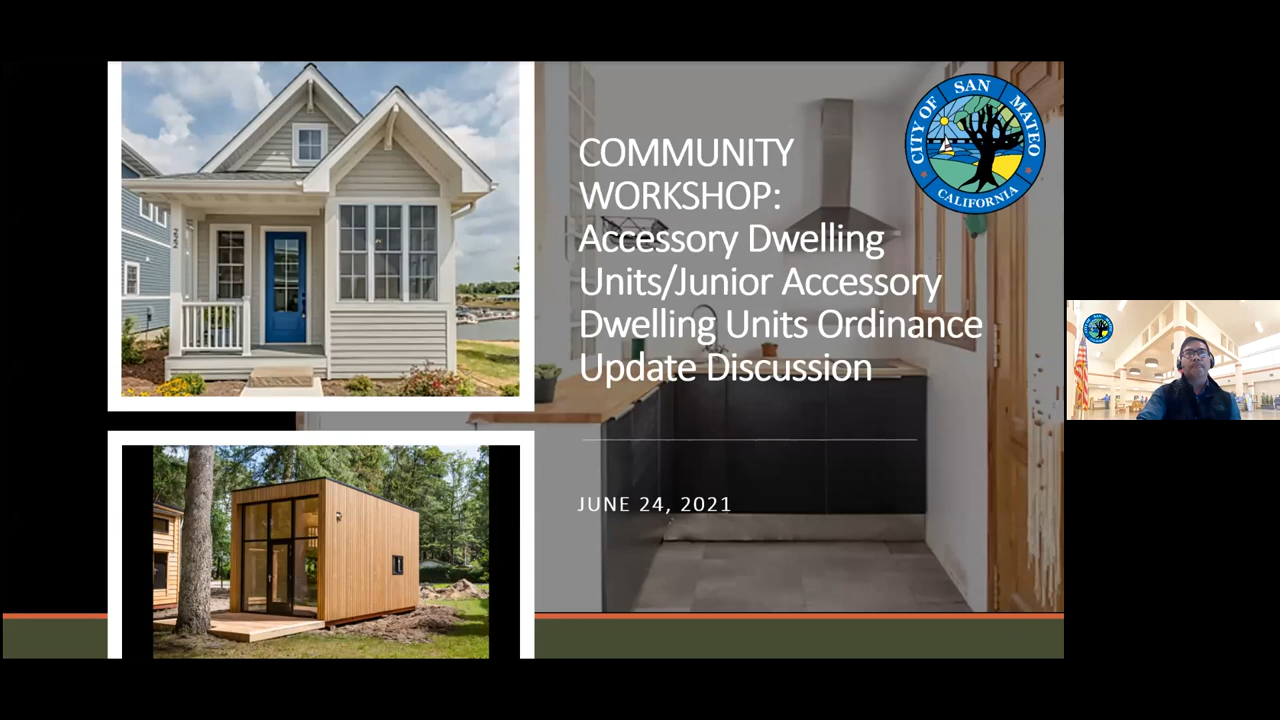 COMMUNITY
WORKSHOP:
Accessory Dwelling
Units/Junior Accessory
Dwelling Units Ordinance
Update Discussion
JUNE 24, 2021
CITY OF SAN MATEO
CALIFORNIA
222